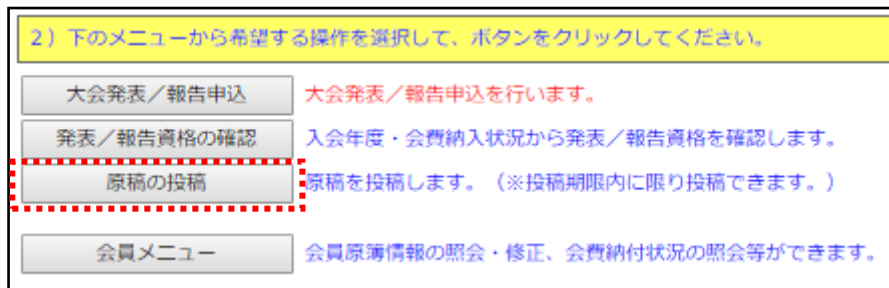 2）下のメニューから希望する操作を選択して、ボタンをクリックしてください。
大会発表／報告申込 大会発表／報告申込を行います。
発表／報告資格の確認 入会年度・会費納入状況から発表／報告資格を確認します。
原稿の投稿 原稿を投稿します。（※投稿期限内に限り投稿できます。）
会員メニュー 会員原簿情報の照会・修正、会費納付状況の照会等ができます。